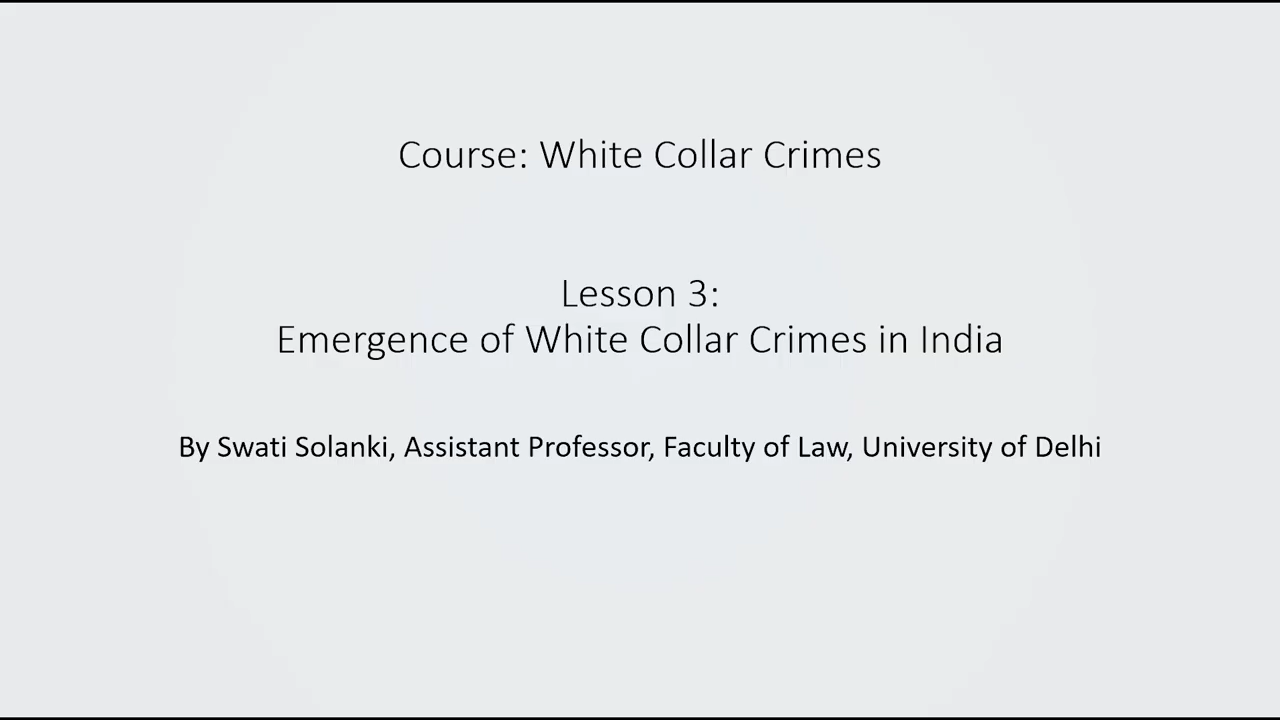 Course: White Collar Crimes
Lesson 3:
Emergence of White Collar Crimes in India
By Swati Solanki, Assistant Professor, Faculty of Law, University of Delhi